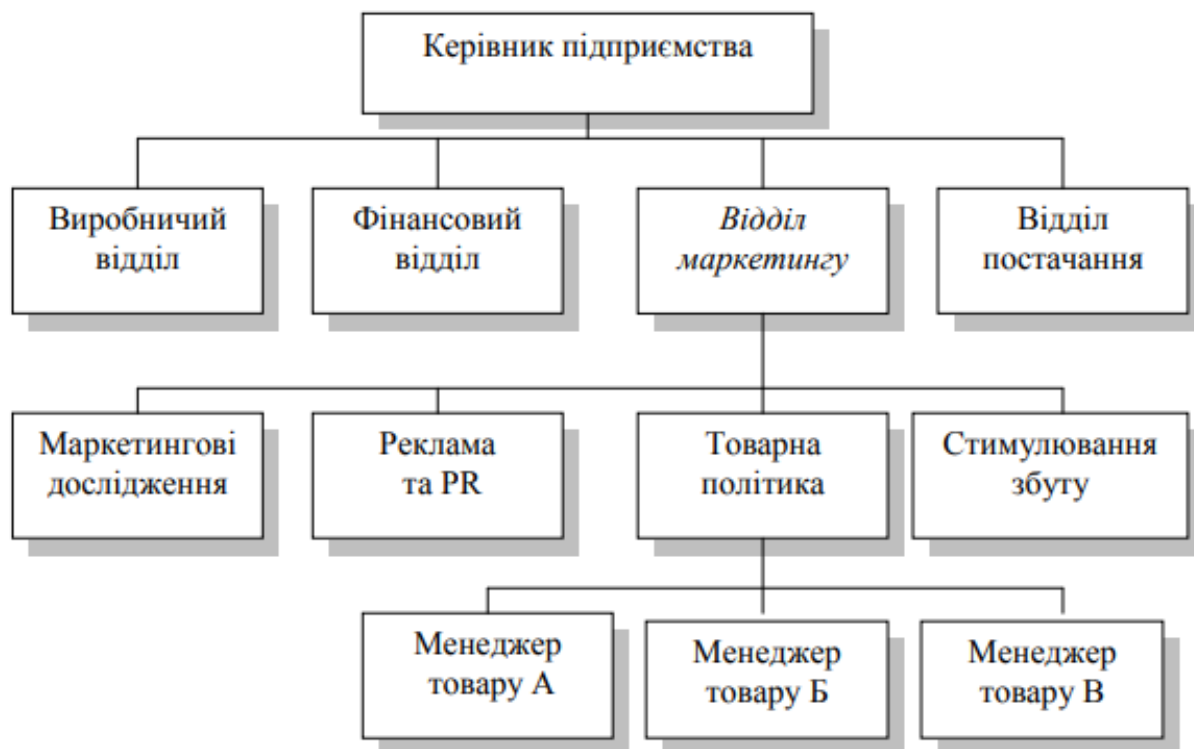 Керівник підприємства
Виробничий
відділ
Фінансовий
відділ
Відділ
маркетингу
Відділ
постачання
Маркетингові
дослідження
Реклама
та PR
Товарна
політика
Стимулювання
збуту
Менеджер
товару А
Менеджер
товару Б
Менеджер
товару В